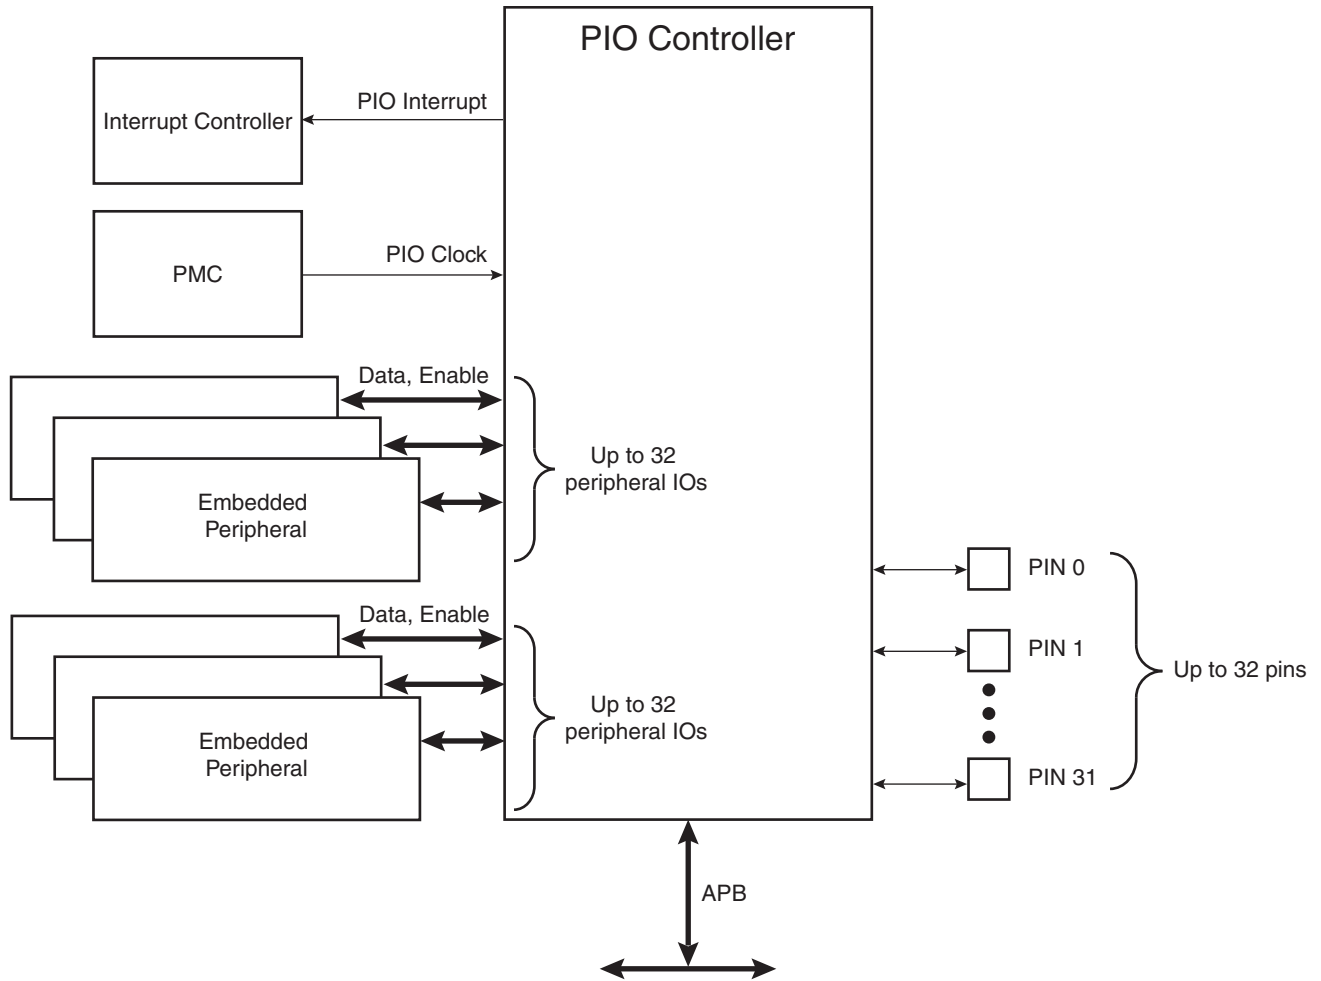 PIO Controller
PIO Interrupt
Interrupt Controller
PIO Clock
PMC
Data, Enable
Up to 32
peripheral IOs
Embedded
Peripheral
PIN 0
Data, Enable
PIN 1
Up to 32 pins
Up to 32
peripheral IOs
Embedded
Peripheral
PIN 31
APB